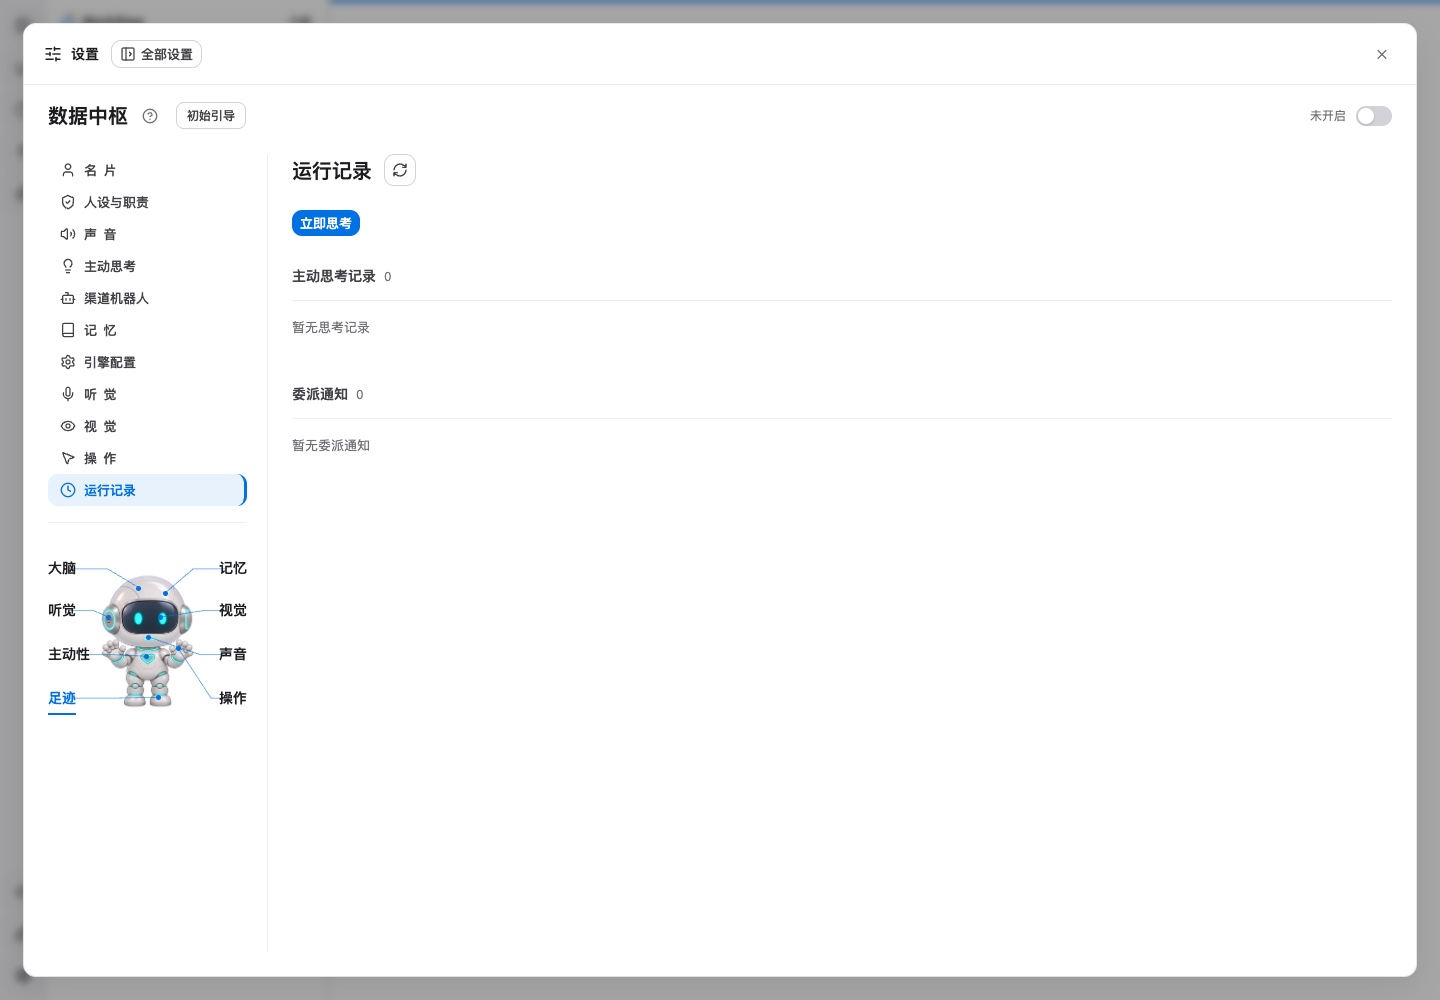 设置 全部设置
数据中枢 初始引导 未开启
名 片
人设与职责
声 音
主动思考
渠道机器人
记 忆
引擎配置
听 觉
视 觉
操 作
运行记录
大脑 记忆
听觉 视觉
主动性 声音
足迹 操作
运行记录
立即思考
主动思考记录 0
暂无思考记录
委派通知 0
暂无委派通知